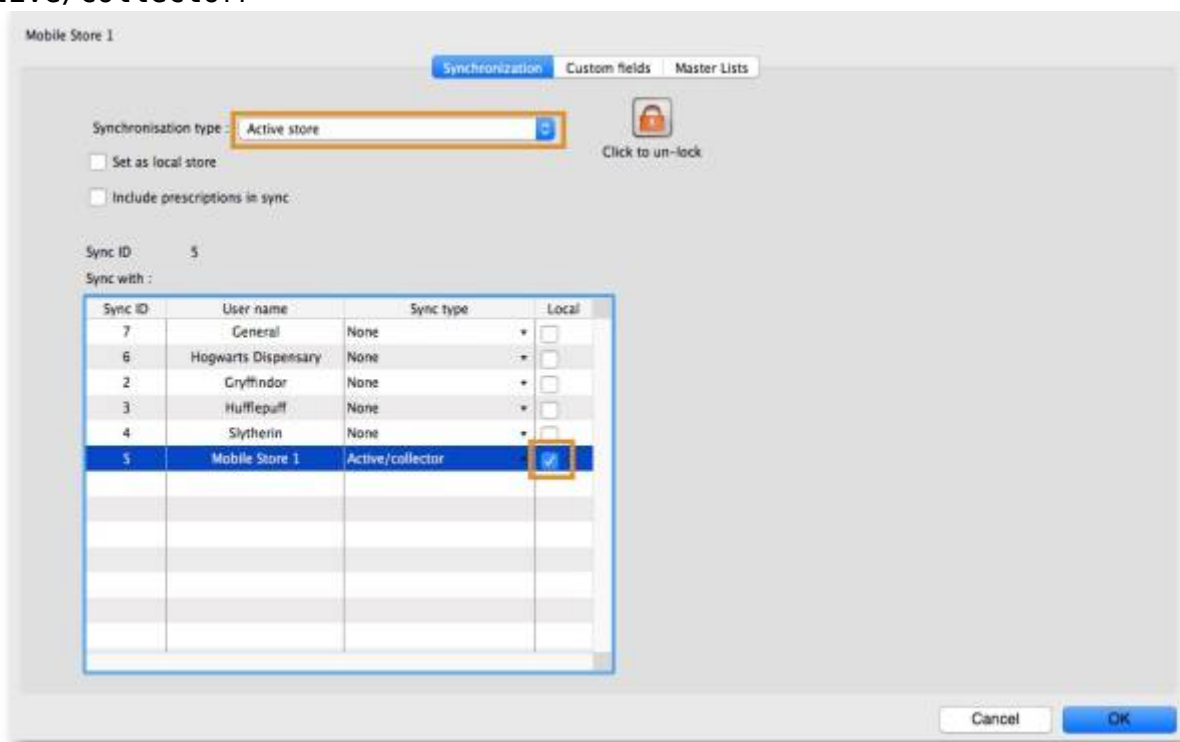 Mobile Store 1
Synchronization Custom fields Master Lists
Synchronisation type : Active store
Click to un-lock
Set as local store
Include prescriptions in sync
Sync ID 5
Sync with :
Sync ID User name Sync type Local
7 General None
6 Hogwarts Dispensary None
2 Gryffindor None
3 Hufflepuff None
4 Slytherin None
5 Mobile Store 1 Active/collector
Cancel OK